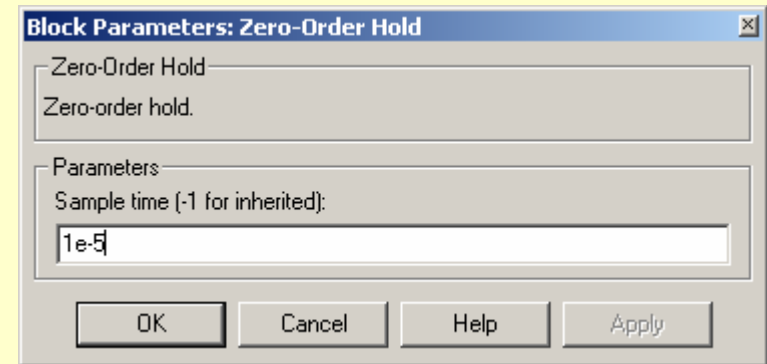 Block Parameters: Zero-Order Hold
Zero-Order Hold
Zero-order hold.
Parameters
Sample time (-1 for inherited):
1e-5
OK Cancel Help Apply